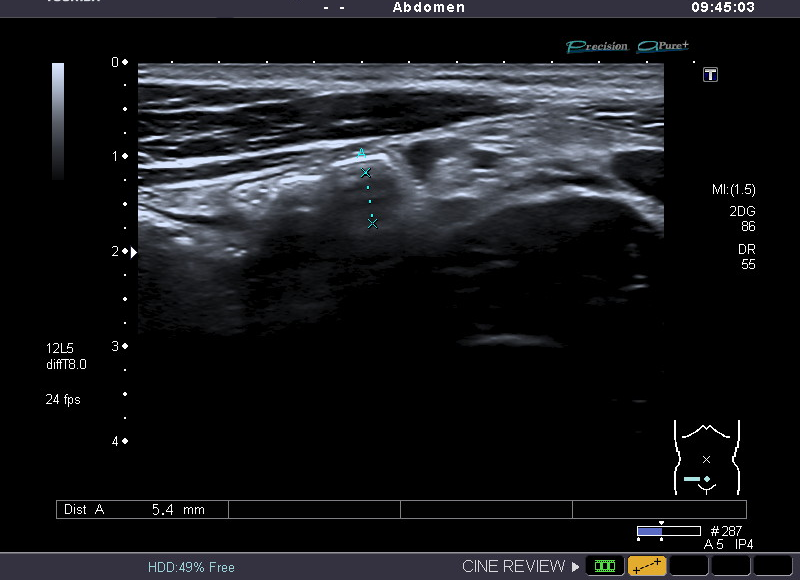 - - Abdomen 09:45:03
Precision APure+
T
0
1
2
3
4
MI:(1.5)
2DG
86
DR
55
12L5
diffT8.0
24 fps
Dist A 5.4 mm
#287
A 5 IP4
HDD:49% Free
CINE REVIEW